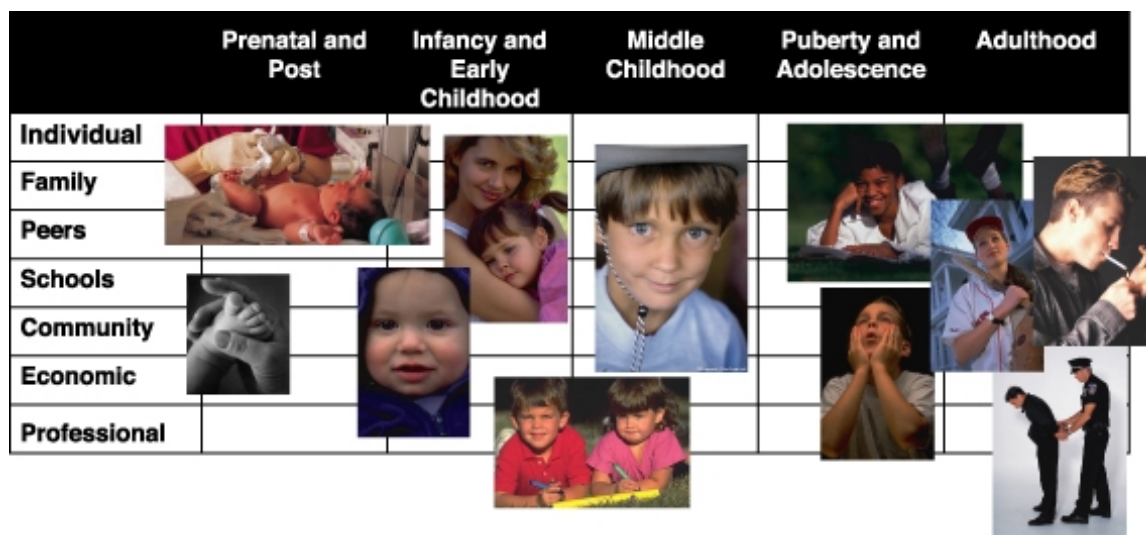 Prenatal and
Post
Infancy and
Early
Childhood
Middle
Childhood
Puberty and
Adolescence
Adulthood
Individual
Family
Peers
Schools
Community
Economic
Professional